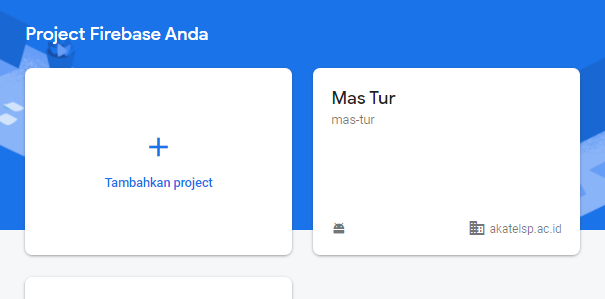 Project Firebase Anda
Tambahkan project
Mas Tur
mas-tur
akatelsp.ac.id